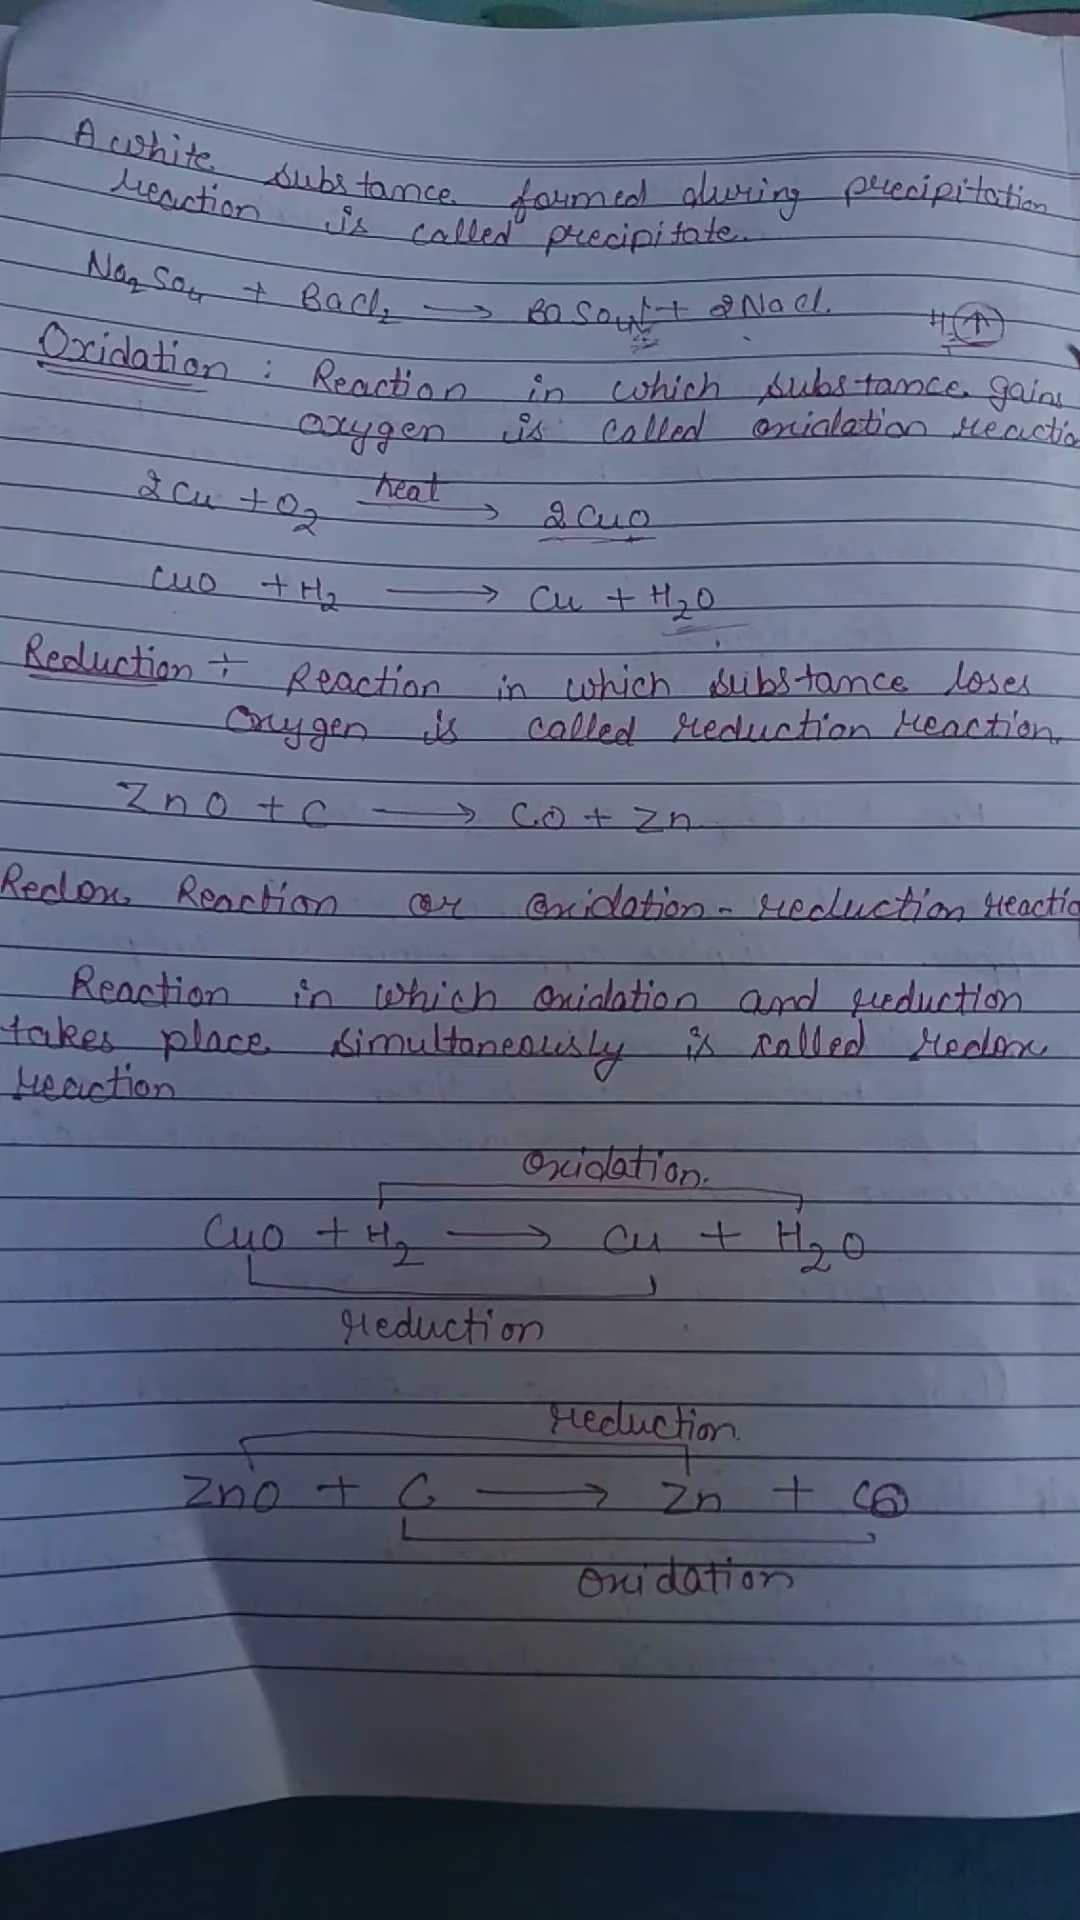 A white substance formed during precipitation
reaction is called precipitate.
Na₂So₄ + BaCl₂ → BaSo₄↓ + 2NaCl.
H₂ ↑
Oxidation : Reaction in which substance gains
oxygen is called oxidation reactio
2Cu + O₂ heat → 2CuO
CuO + H₂ → Cu + H₂O
Reduction ÷ Reaction in which substance loses
Oxygen is called reduction reaction.
ZnO + C → CO + Zn
Redox Reaction or oxidation - reduction reactio
Reaction in which oxidation and reduction
takes place simultaneously is called redox
reaction
oxidation.
CuO + H₂ → Cu + H₂O
reduction
reduction.
ZnO + C → Zn + CO
oxidation